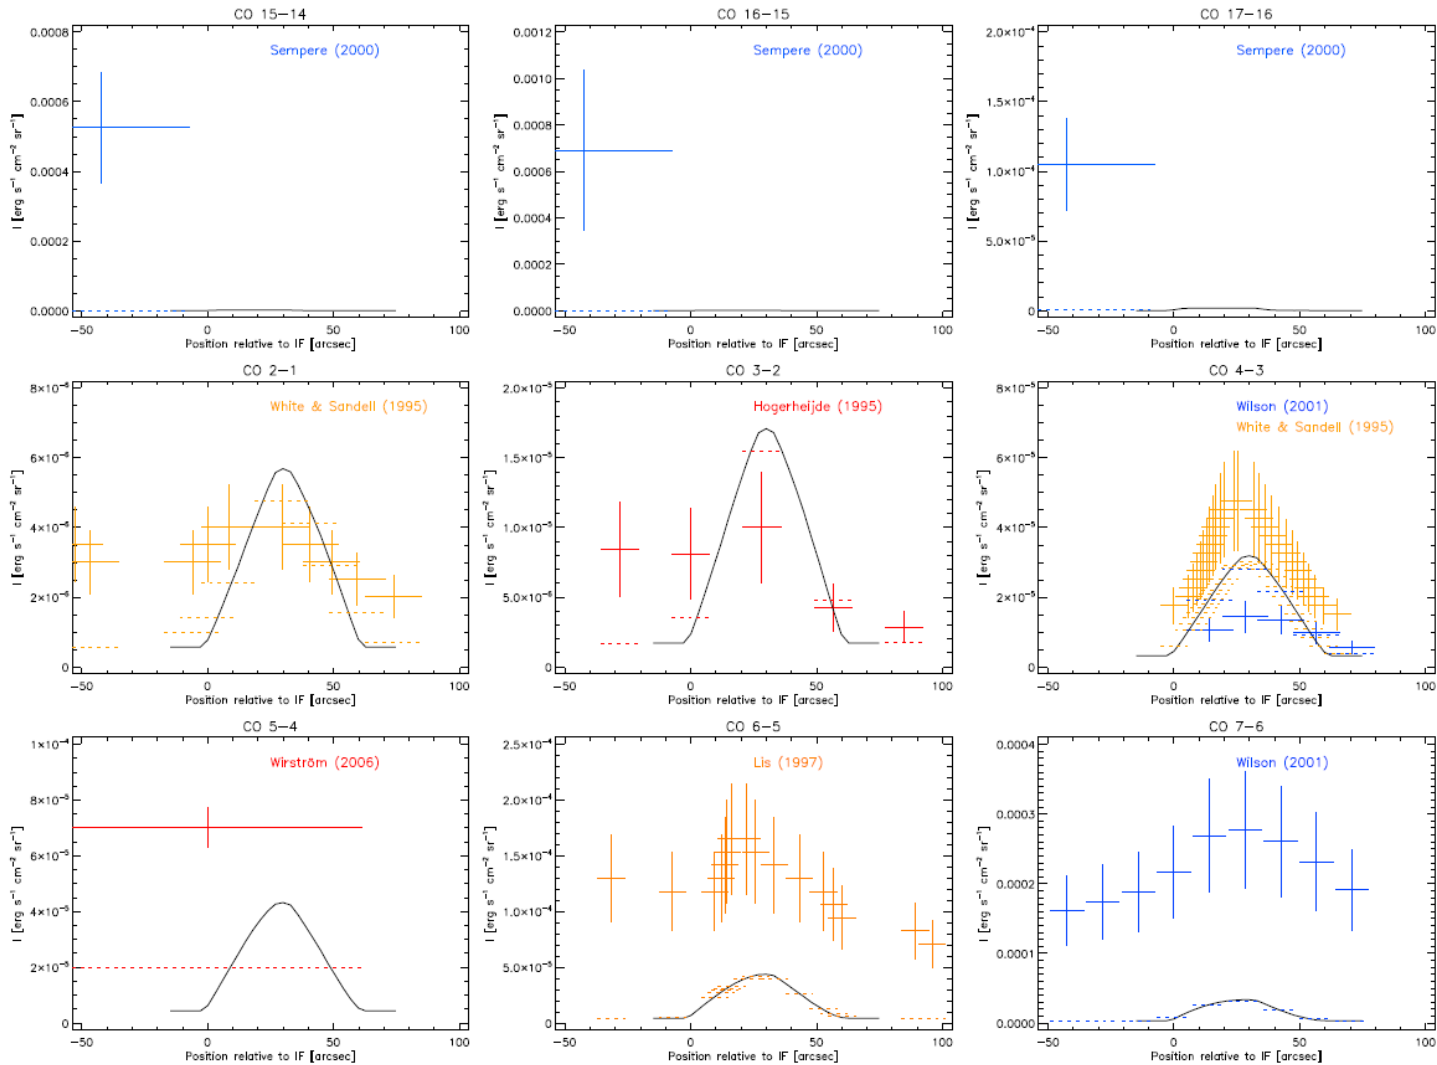 CO 15−14
Sempere (2000)
0.0008
0.0006
0.0004
0.0002
0.0000
I [erg s⁻¹ cm⁻² sr⁻¹]
−50 0 50 100
Position relative to IF [arcsec]
CO 16−15
Sempere (2000)
0.0012
0.0010
0.0008
0.0006
0.0004
0.0002
0.0000
I [erg s⁻¹ cm⁻² sr⁻¹]
−50 0 50 100
Position relative to IF [arcsec]
CO 17−16
Sempere (2000)
2.0×10⁻⁴
1.5×10⁻⁴
1.0×10⁻⁴
5.0×10⁻⁵
0
I [erg s⁻¹ cm⁻² sr⁻¹]
−50 0 50 100
Position relative to IF [arcsec]
CO 2−1
White & Sandell (1995)
8×10⁻⁶
6×10⁻⁶
4×10⁻⁶
2×10⁻⁶
0
I [erg s⁻¹ cm⁻² sr⁻¹]
−50 0 50 100
Position relative to IF [arcsec]
CO 3−2
Hogerheijde (1995)
2.0×10⁻⁵
1.5×10⁻⁵
1.0×10⁻⁵
5.0×10⁻⁶
0
I [erg s⁻¹ cm⁻² sr⁻¹]
−50 0 50 100
Position relative to IF [arcsec]
CO 4−3
Wilson (2001)
White & Sandell (1995)
8×10⁻⁵
6×10⁻⁵
4×10⁻⁵
2×10⁻⁵
0
I [erg s⁻¹ cm⁻² sr⁻¹]
−50 0 50 100
Position relative to IF [arcsec]
CO 5−4
Wirström (2006)
1×10⁻⁴
8×10⁻⁵
6×10⁻⁵
4×10⁻⁵
2×10⁻⁵
0
I [erg s⁻¹ cm⁻² sr⁻¹]
−50 0 50 100
Position relative to IF [arcsec]
CO 6−5
Lis (1997)
2.5×10⁻⁴
2.0×10⁻⁴
1.5×10⁻⁴
1.0×10⁻⁴
5.0×10⁻⁵
0
I [erg s⁻¹ cm⁻² sr⁻¹]
−50 0 50 100
Position relative to IF [arcsec]
CO 7−6
Wilson (2001)
0.0004
0.0003
0.0002
0.0001
0.0000
I [erg s⁻¹ cm⁻² sr⁻¹]
−50 0 50 100
Position relative to IF [arcsec]